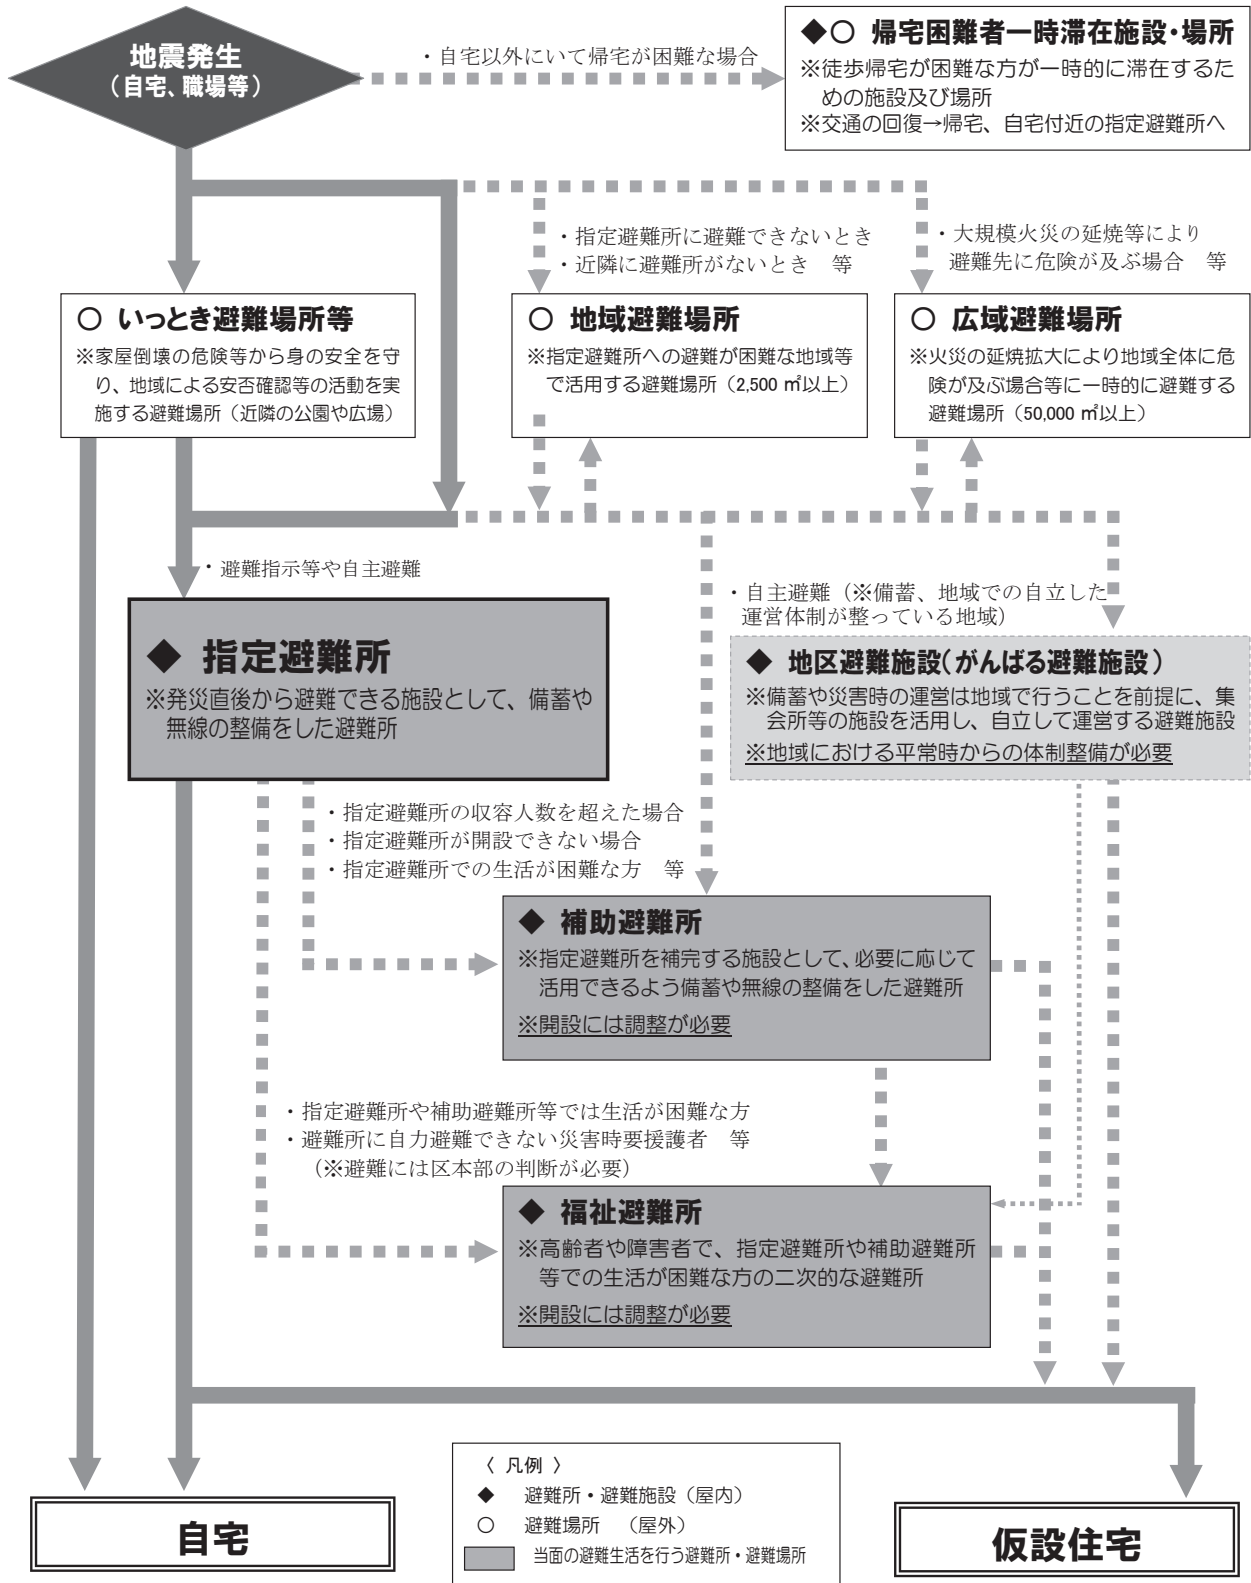 地震発生
（自宅、職場等）
・自宅以外にいて帰宅が困難な場合
◆○ 帰宅困難者一時滞在施設・場所
※徒歩帰宅が困難な方が一時的に滞在するた
めの施設及び場所
※交通の回復→帰宅、自宅付近の指定避難所へ
・指定避難所に避難できないとき
・近隣に避難所がないとき　等
・大規模火災の延焼等により
避難先に危険が及ぶ場合　等
○ いっとき避難場所等
※家屋倒壊の危険等から身の安全を守
り、地域による安否確認等の活動を実
施する避難場所（近隣の公園や広場）
○ 地域避難場所
※指定避難所への避難が困難な地域等
で活用する避難場所（2,500 ㎡以上）
○ 広域避難場所
※火災の延焼拡大により地域全体に危
険が及ぶ場合等に一時的に避難する
避難場所（50,000 ㎡以上）
・避難指示等や自主避難
・自主避難（※備蓄、地域での自立した
運営体制が整っている地域）
◆ 指定避難所
※発災直後から避難できる施設として、備蓄や
無線の整備をした避難所
◆ 地区避難施設（がんばる避難施設）
※備蓄や災害時の運営は地域で行うことを前提に、集
会所等の施設を活用し、自立して運営する避難施設
※地域における平常時からの体制整備が必要
・指定避難所の収容人数を超えた場合
・指定避難所が開設できない場合
・指定避難所での生活が困難な方　等
◆ 補助避難所
※指定避難所を補完する施設として、必要に応じて
活用できるよう備蓄や無線の整備をした避難所
※開設には調整が必要
・指定避難所や補助避難所等では生活が困難な方
・避難所に自力避難できない災害時要援護者　等
（※避難には区本部の判断が必要）
◆ 福祉避難所
※高齢者や障害者で、指定避難所や補助避難所
等での生活が困難な方の二次的な避難所
※開設には調整が必要
〈 凡例 〉
◆ 避難所・避難施設（屋内）
○ 避難場所　（屋外）
当面の避難生活を行う避難所・避難場所
自宅
仮設住宅